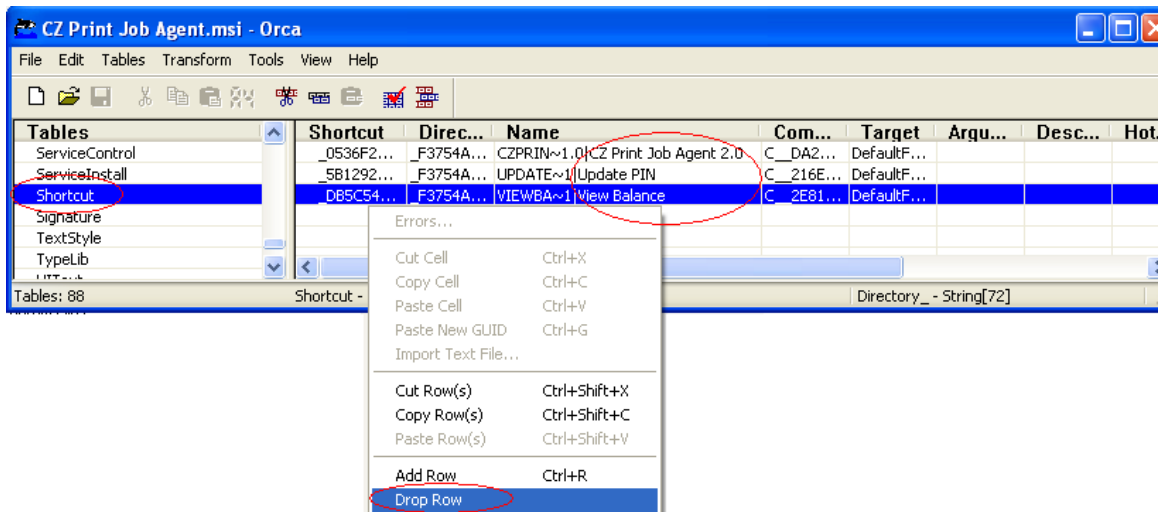 CZ Print Job Agent.msi - Orca
File Edit Tables Transform Tools View Help
Tables Shortcut Direc... Name Com... Target Argu... Desc... Hot.
ServiceControl _0536F2... _F3754A... CZPRIN~1.0|CZ Print Job Agent 2.0 C__DA2... DefaultF...
ServiceInstall _5B1292... _F3754A... UPDATE~1|Update PIN C__216E... DefaultF...
Shortcut _DB5C54... _F3754A... VIEWBA~1|View Balance C__2E81... DefaultF...
Signature
TextStyle
TypeLib
Tables: 88 Shortcut - Directory_ - String[72]
Errors...
Cut Cell Ctrl+X
Copy Cell Ctrl+C
Paste Cell Ctrl+V
Paste New GUID Ctrl+G
Import Text File...
Cut Row(s) Ctrl+Shift+X
Copy Row(s) Ctrl+Shift+C
Paste Row(s) Ctrl+Shift+V
Add Row Ctrl+R
Drop Row